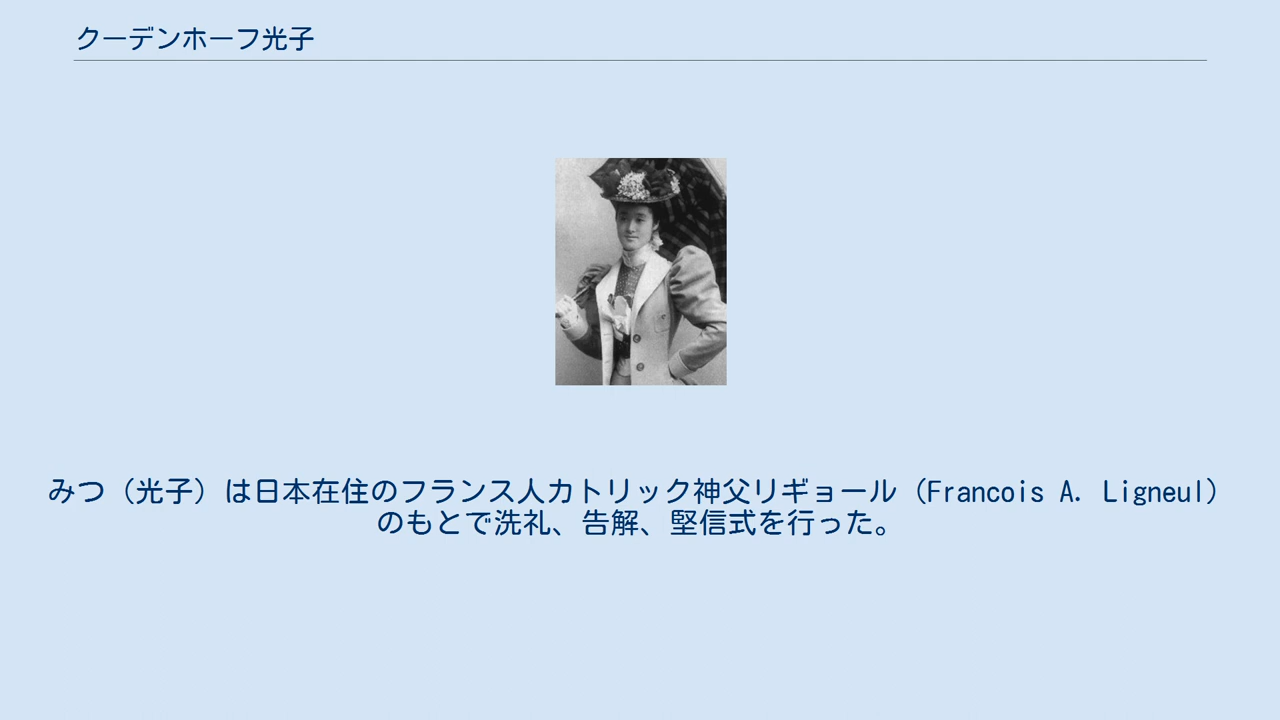 クーデンホーフ光子
みつ（光子）は日本在住のフランス人カトリック神父リギョール（Francois A. Ligneul）
のもとで洗礼、告解、堅信式を行った。